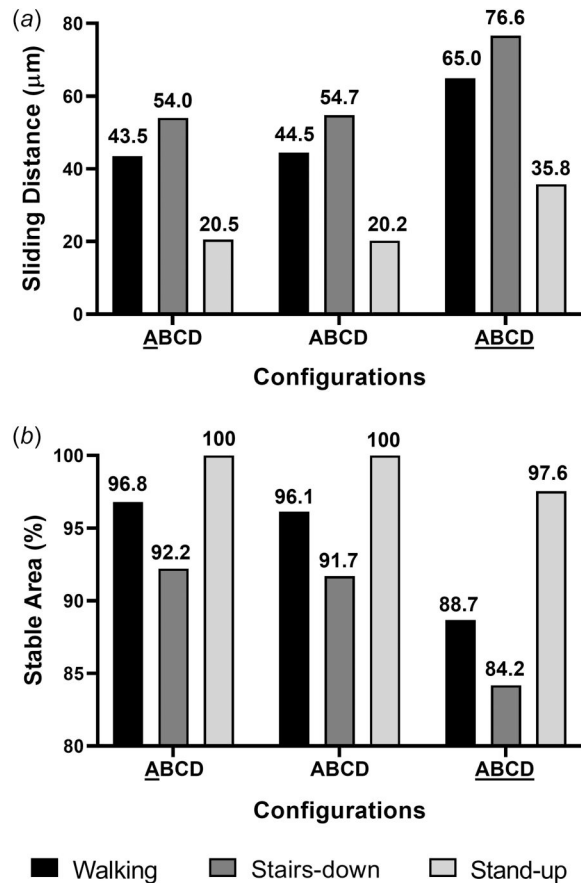 (a)
Sliding Distance (μm)
80
60
40
20
0
43.5
54.0
20.5
44.5
54.7
20.2
65.0
76.6
35.8
ABCD
ABCD
ABCD
Configurations
(b)
Stable Area (%)
100
95
90
85
80
96.8
92.2
100
96.1
91.7
100
88.7
84.2
97.6
ABCD
ABCD
ABCD
Configurations
Walking
Stairs-down
Stand-up